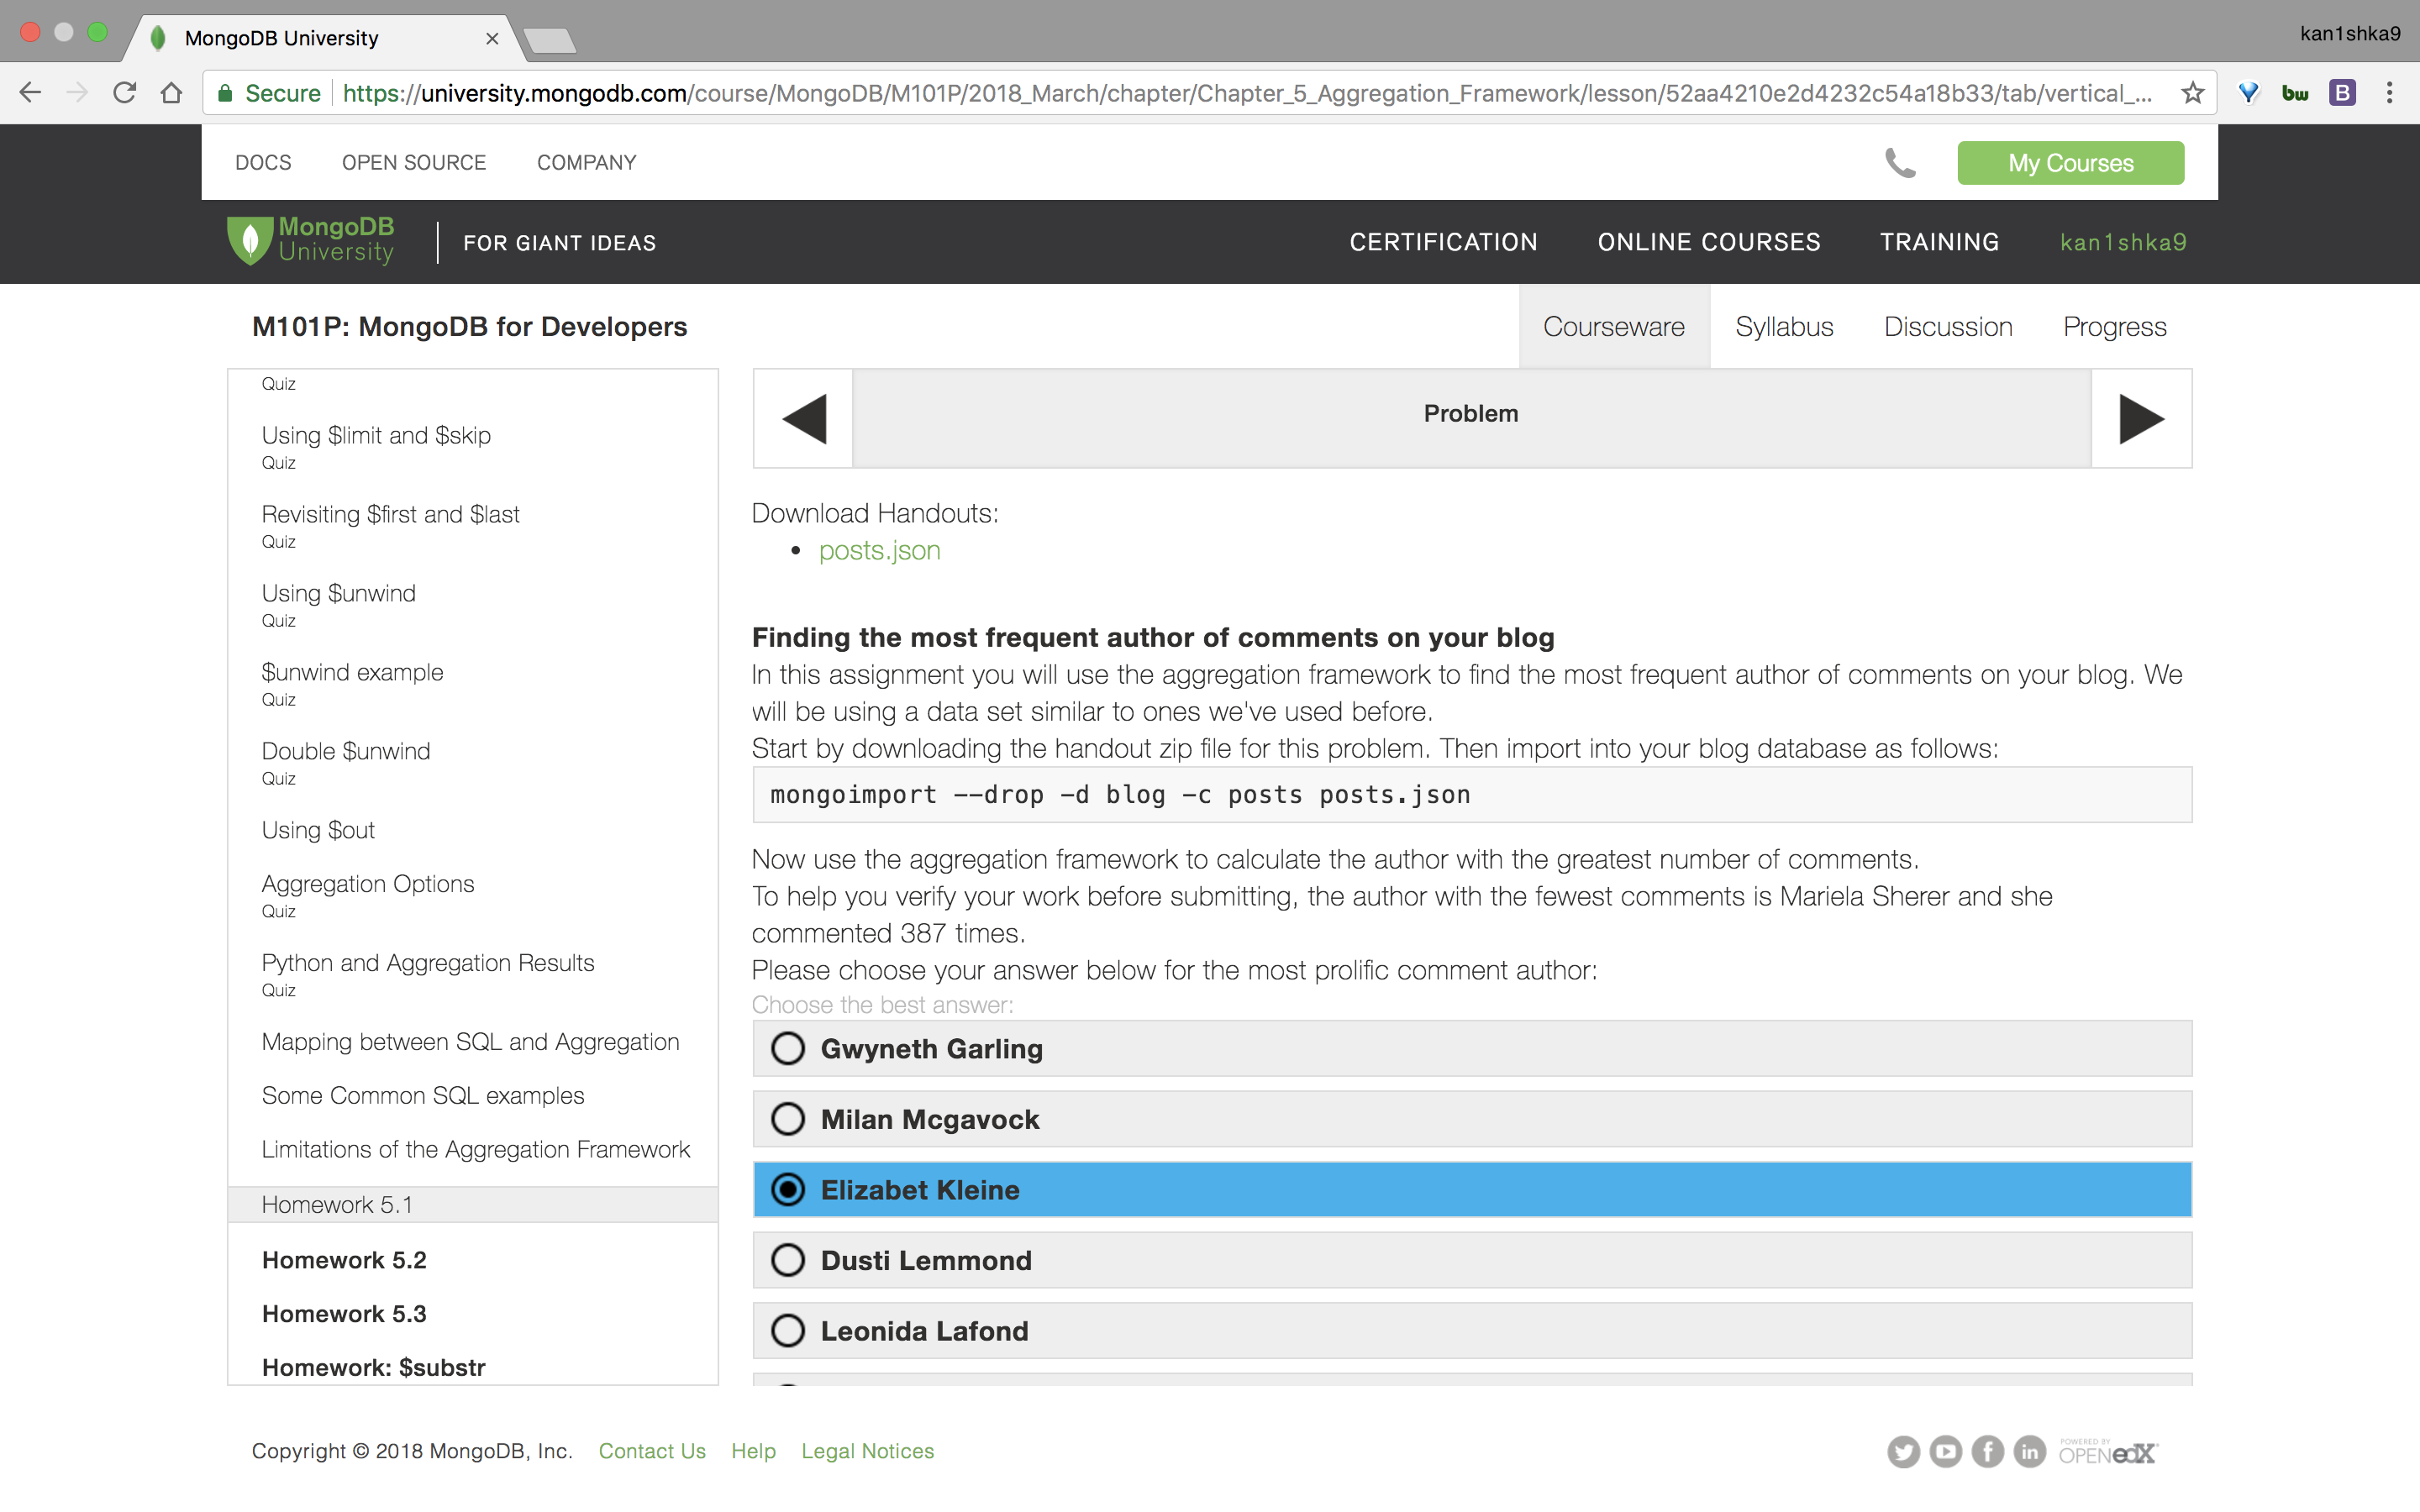 MongoDB University
kan1shka9
Secure
https://university.mongodb.com/course/MongoDB/M101P/2018_March/chapter/Chapter_5_Aggregation_Framework/lesson/52aa4210e2d4232c54a18b33/tab/vertical_...
bw
B
DOCS
OPEN SOURCE
COMPANY
My Courses
MongoDB
University
FOR GIANT IDEAS
CERTIFICATION
ONLINE COURSES
TRAINING
kan1shka9
M101P: MongoDB for Developers
Courseware
Syllabus
Discussion
Progress
Quiz
Using $limit and $skip
Quiz
Revisiting $first and $last
Quiz
Using $unwind
Quiz
$unwind example
Quiz
Double $unwind
Quiz
Using $out
Aggregation Options
Quiz
Python and Aggregation Results
Quiz
Mapping between SQL and Aggregation
Some Common SQL examples
Limitations of the Aggregation Framework
Homework 5.1
Homework 5.2
Homework 5.3
Homework: $substr
Problem
Download Handouts:
• posts.json
Finding the most frequent author of comments on your blog
In this assignment you will use the aggregation framework to find the most frequent author of comments on your blog. We
will be using a data set similar to ones we've used before.
Start by downloading the handout zip file for this problem. Then import into your blog database as follows:
mongoimport --drop -d blog -c posts posts.json
Now use the aggregation framework to calculate the author with the greatest number of comments.
To help you verify your work before submitting, the author with the fewest comments is Mariela Sherer and she
commented 387 times.
Please choose your answer below for the most prolific comment author:
Choose the best answer:
Gwyneth Garling
Milan Mcgavock
Elizabet Kleine
Dusti Lemmond
Leonida Lafond
Copyright © 2018 MongoDB, Inc.
Contact Us
Help
Legal Notices
POWERED BY
OPEN edX